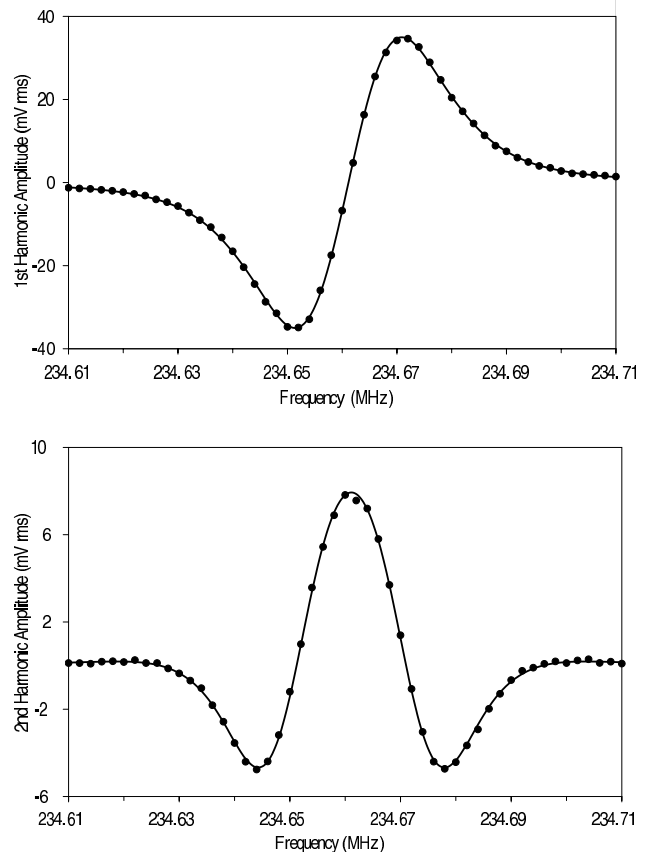 40
20
0
-20
-40
1st Harmonic Amplitude (mV rms)
234.61 234.63 234.65 234.67 234.69 234.71
Frequency (MHz)
10
6
2
-2
-6
2nd Harmonic Amplitude (mV rms)
234.61 234.63 234.65 234.67 234.69 234.71
Frequency (MHz)